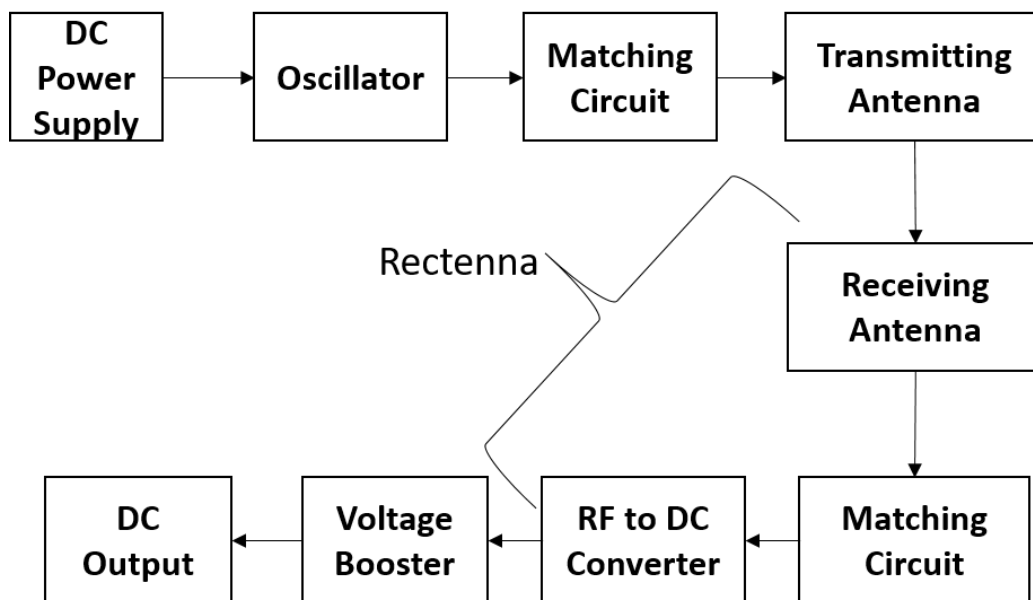 DC
Power
Supply
Oscillator
Matching
Circuit
Transmitting
Antenna
Rectenna
Receiving
Antenna
DC
Output
Voltage
Booster
RF to DC
Converter
Matching
Circuit